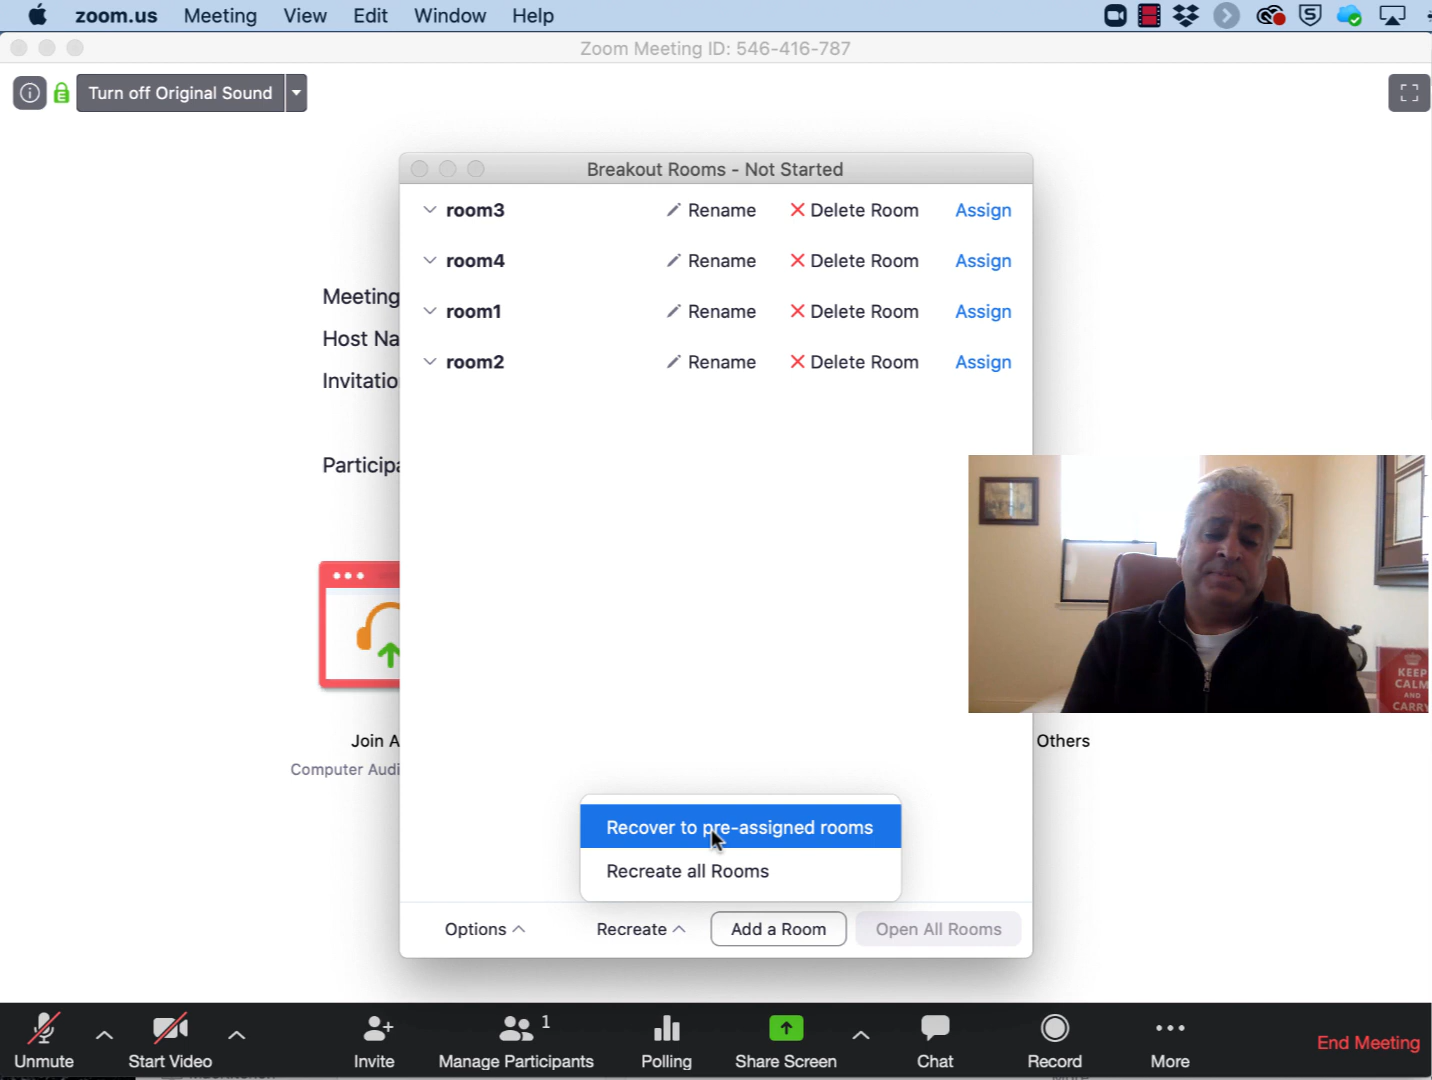 zoom.us Meeting View Edit Window Help
Zoom Meeting ID: 546-416-787
Turn off Original Sound
Breakout Rooms - Not Started
room3 Rename Delete Room Assign
room4 Rename Delete Room Assign
room1 Rename Delete Room Assign
room2 Rename Delete Room Assign
Meeting
Host Na
Invitatio
Particip
KEEP
CALM
AND
CARRY
Join A
Others
Computer Audi
Recover to pre-assigned rooms
Recreate all Rooms
Options Recreate Add a Room Open All Rooms
1
Unmute Start Video Invite Manage Participants Polling Share Screen Chat Record More End Meeting